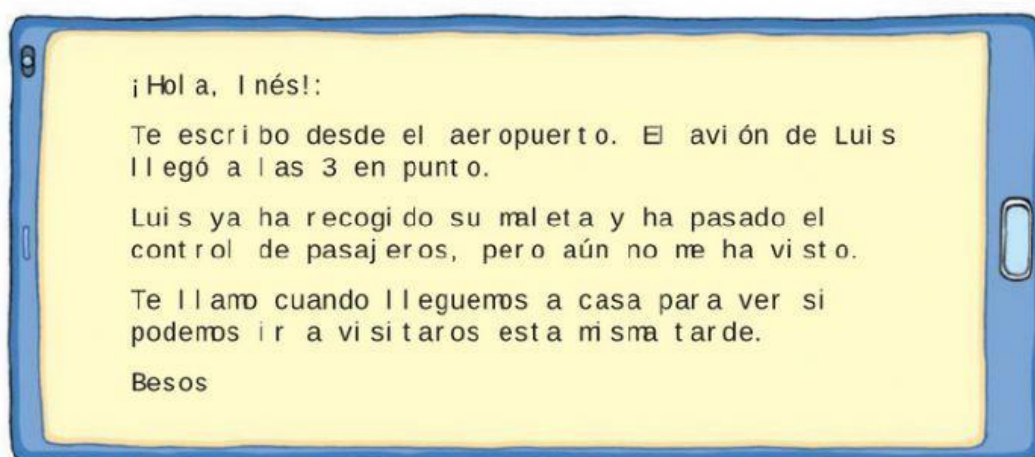 ¡Hola, Inés!:
Te escribo desde el aeropuerto. El avión de Luis
llegó a las 3 en punto.
Luis ya ha recogido su maleta y ha pasado el
control de pasajeros, pero aún no me ha visto.
Te llamo cuando lleguemos a casa para ver si
podemos ir a visitaros esta misma tarde.
Besos